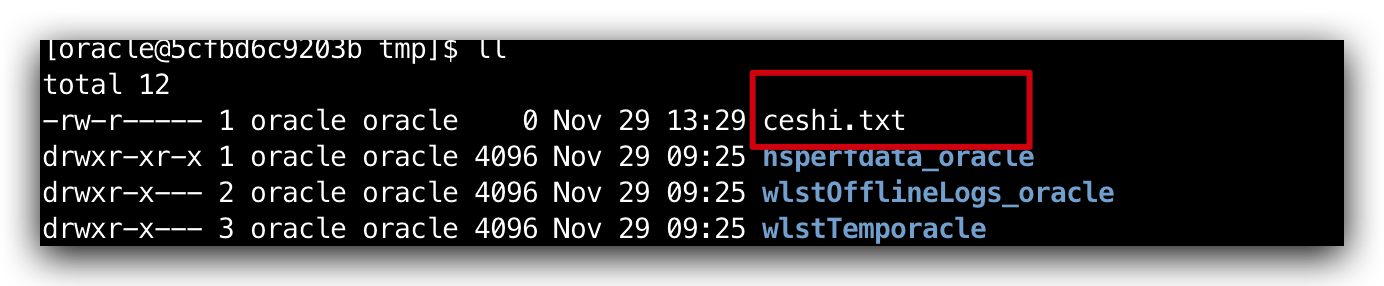 [oracle@5cfbd6c9203b tmp]$ ll
total 12
-rw-r----- 1 oracle oracle    0 Nov 29 13:29 ceshi.txt
drwxr-xr-x 1 oracle oracle 4096 Nov 29 09:25 hsperfdata_oracle
drwxr-x--- 2 oracle oracle 4096 Nov 29 09:25 wlstOfflineLogs_oracle
drwxr-x--- 3 oracle oracle 4096 Nov 29 09:25 wlstTemporacle